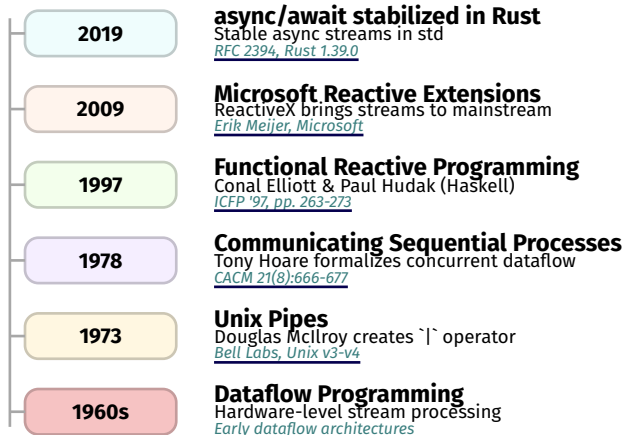 2019
async/await stabilized in Rust
Stable async streams in std
RFC 2394, Rust 1.39.0
2009
Microsoft Reactive Extensions
ReactiveX brings streams to mainstream
Erik Meijer, Microsoft
1997
Functional Reactive Programming
Conal Elliott & Paul Hudak (Haskell)
ICFP '97, pp. 263-273
1978
Communicating Sequential Processes
Tony Hoare formalizes concurrent dataflow
CACM 21(8):666-677
1973
Unix Pipes
Douglas McIlroy creates `|` operator
Bell Labs, Unix v3-v4
1960s
Dataflow Programming
Hardware-level stream processing
Early dataflow architectures